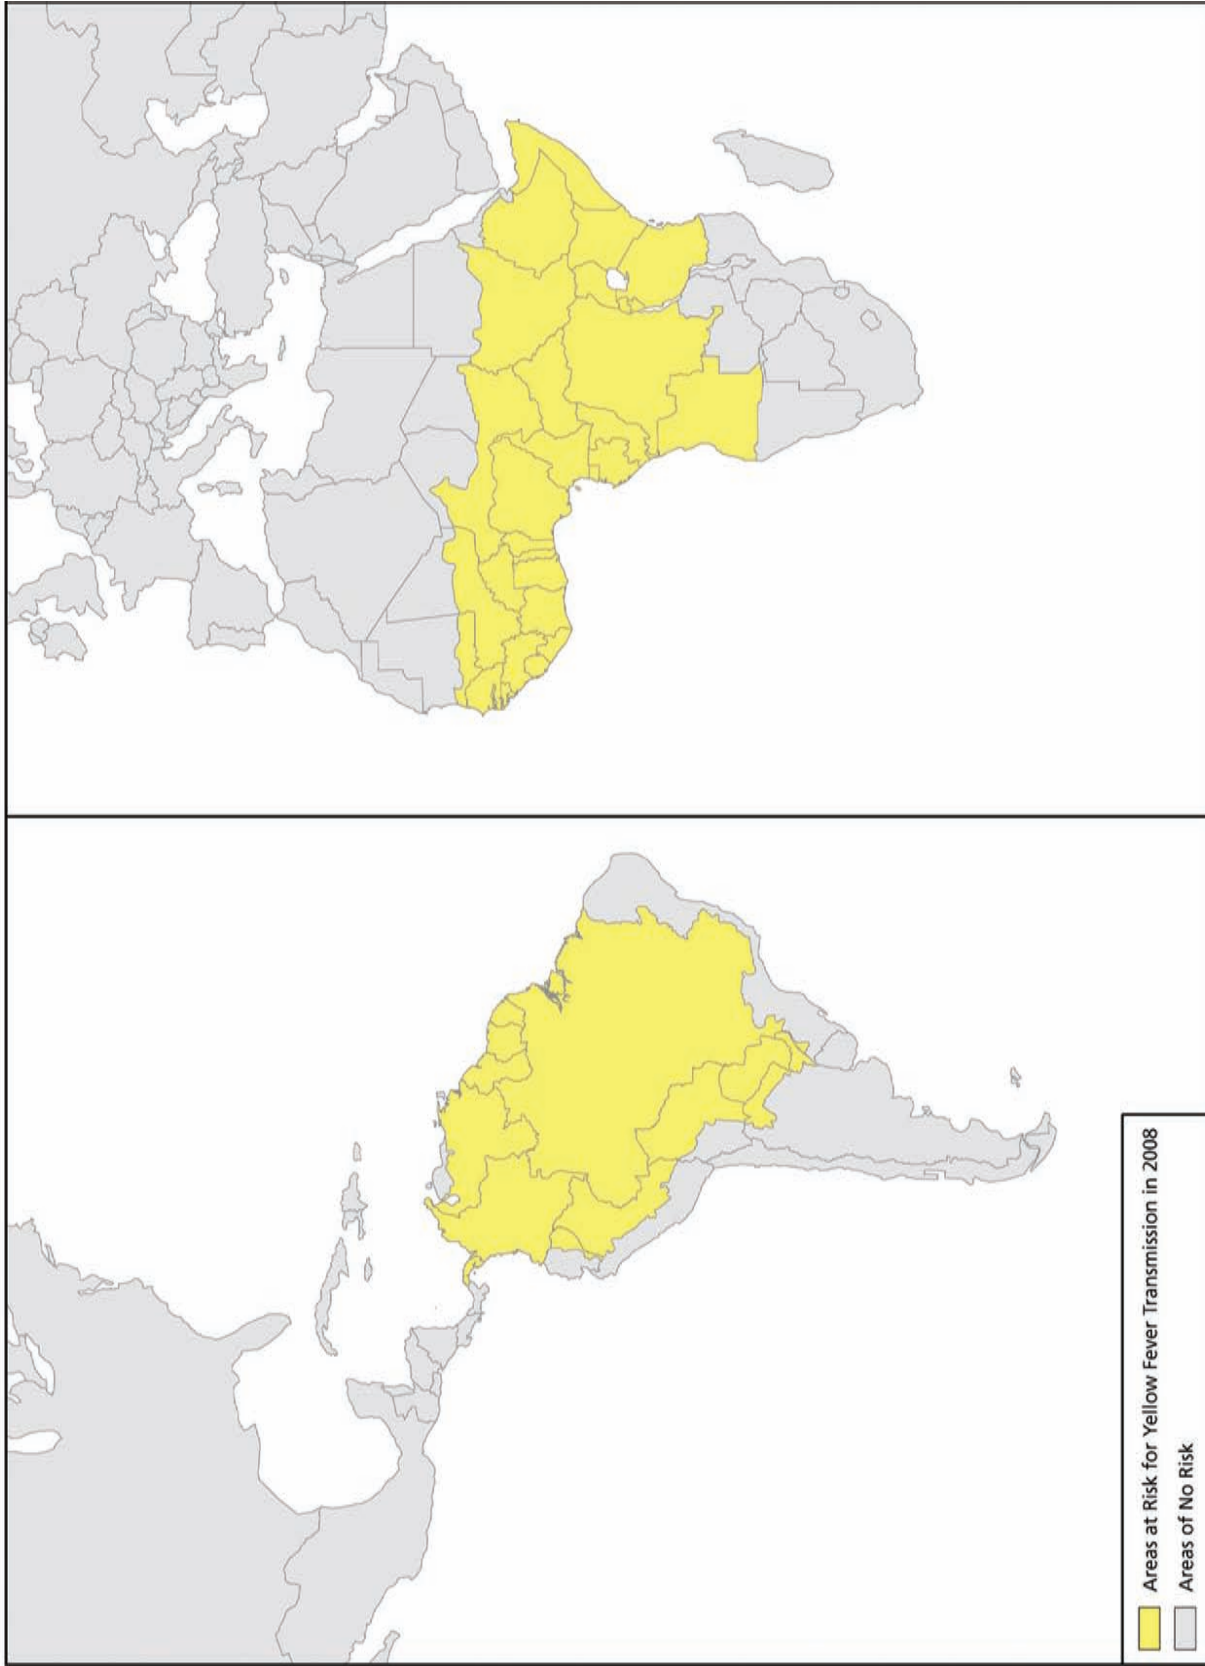 Areas at Risk for Yellow Fever Transmission in 2008
Areas of No Risk